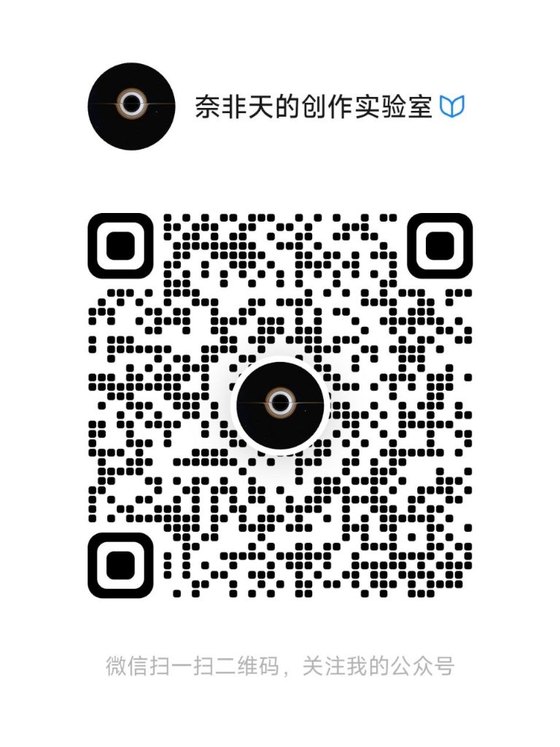 奈非天的创作实验室
微信扫一扫二维码，关注我的公众号